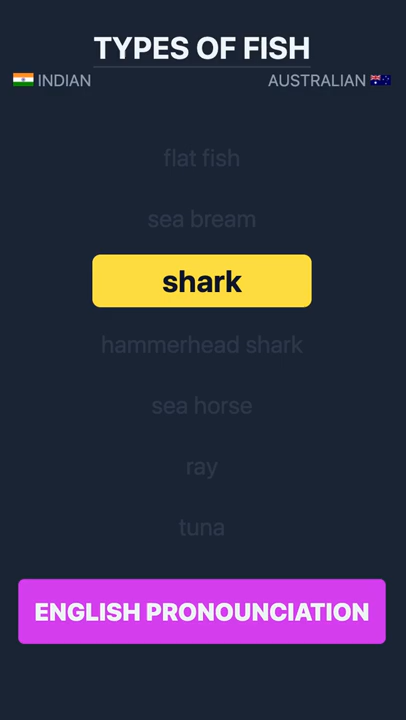 TYPES OF FISH
INDIAN
AUSTRALIAN
flat fish
sea bream
shark
hammerhead shark
sea horse
ray
tuna
ENGLISH PRONOUNCIATION